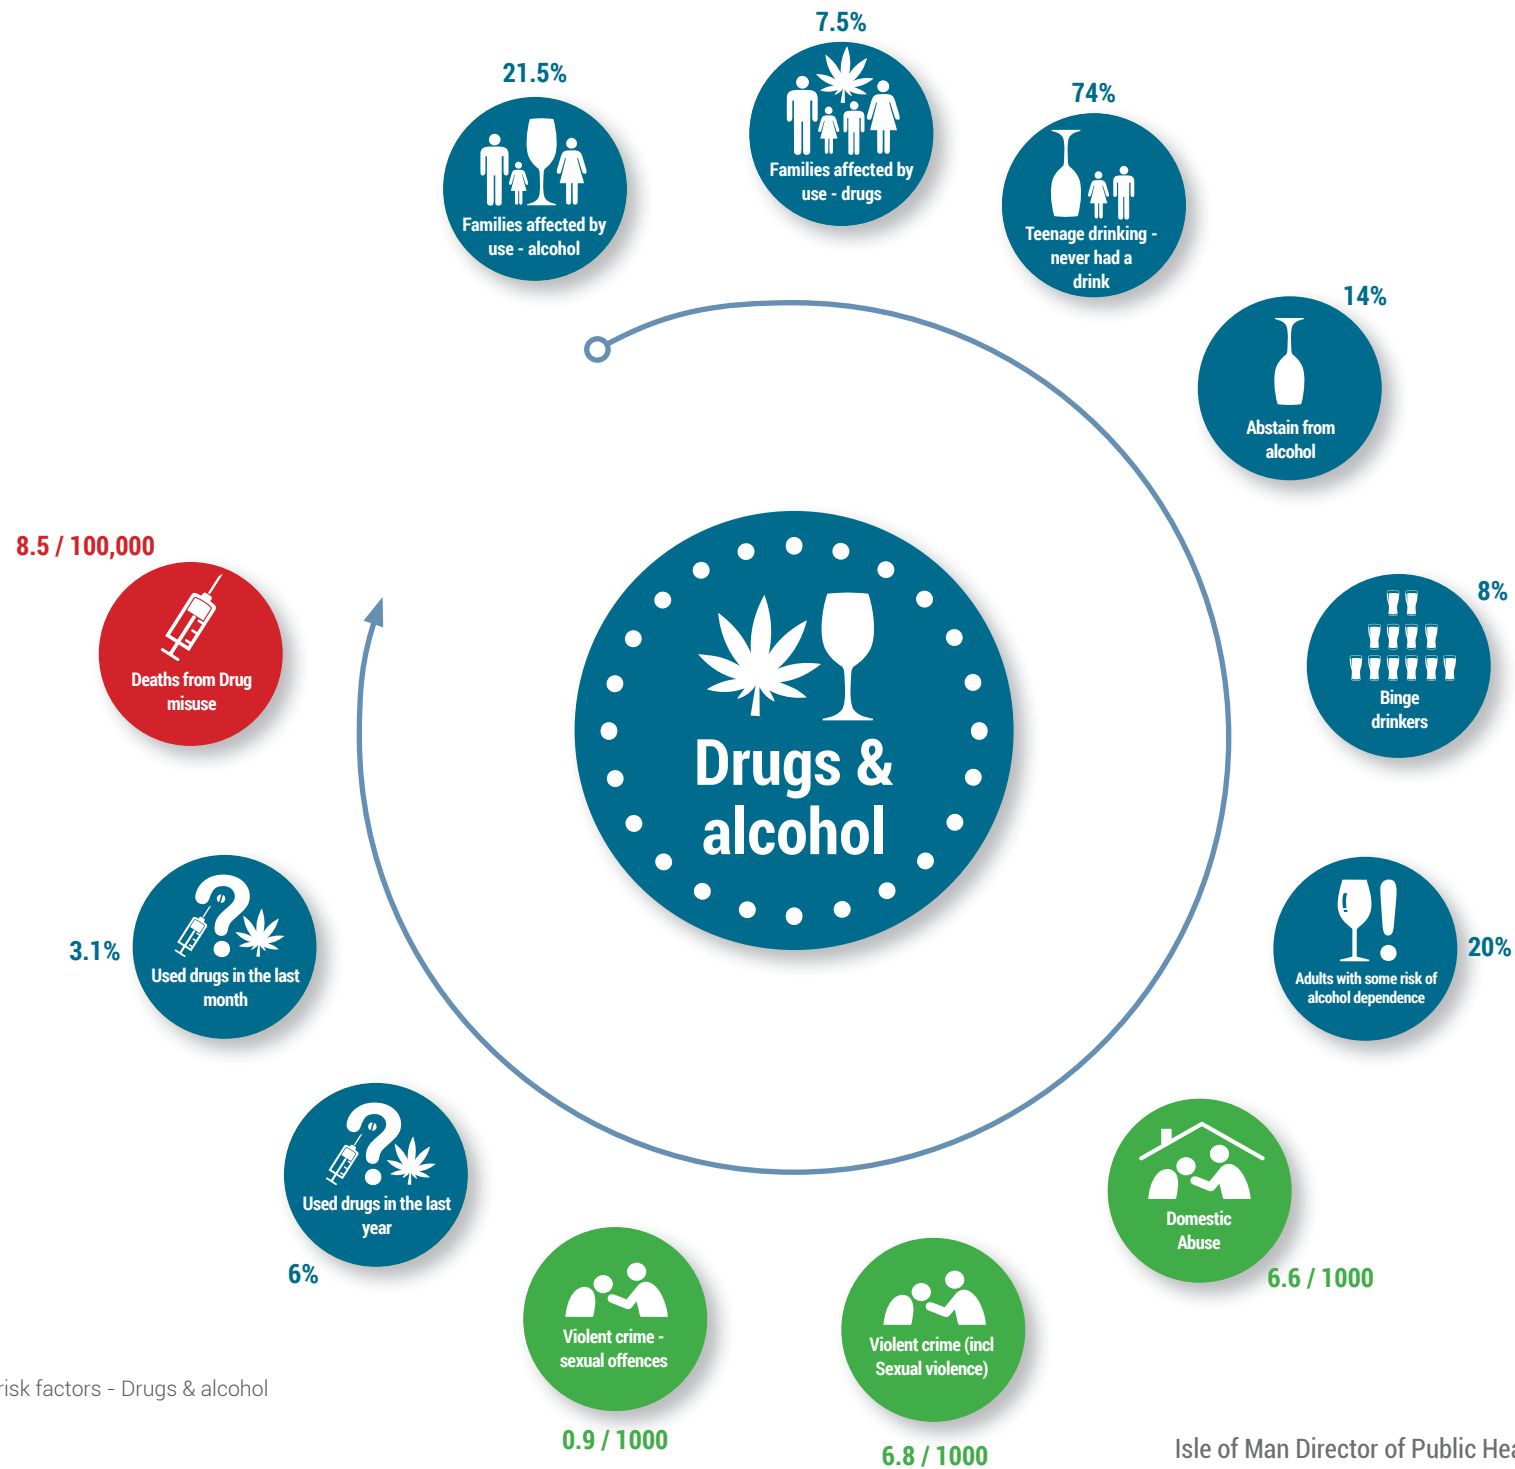 7.5%
Families affected by
use - drugs
21.5%
Families affected by
use - alcohol
74%
Teenage drinking -
never had a
drink
14%
Abstain from
alcohol
8%
Binge
drinkers
20%
Adults with some risk of
alcohol dependence
Domestic
Abuse
6.6 / 1000
Violent crime (incl
Sexual violence)
6.8 / 1000
Violent crime -
sexual offences
0.9 / 1000
Used drugs in the last
year
6%
3.1%
Used drugs in the last
month
8.5 / 100,000
Deaths from Drug
misuse
Drugs &
alcohol
risk factors - Drugs & alcohol
Isle of Man Director of Public